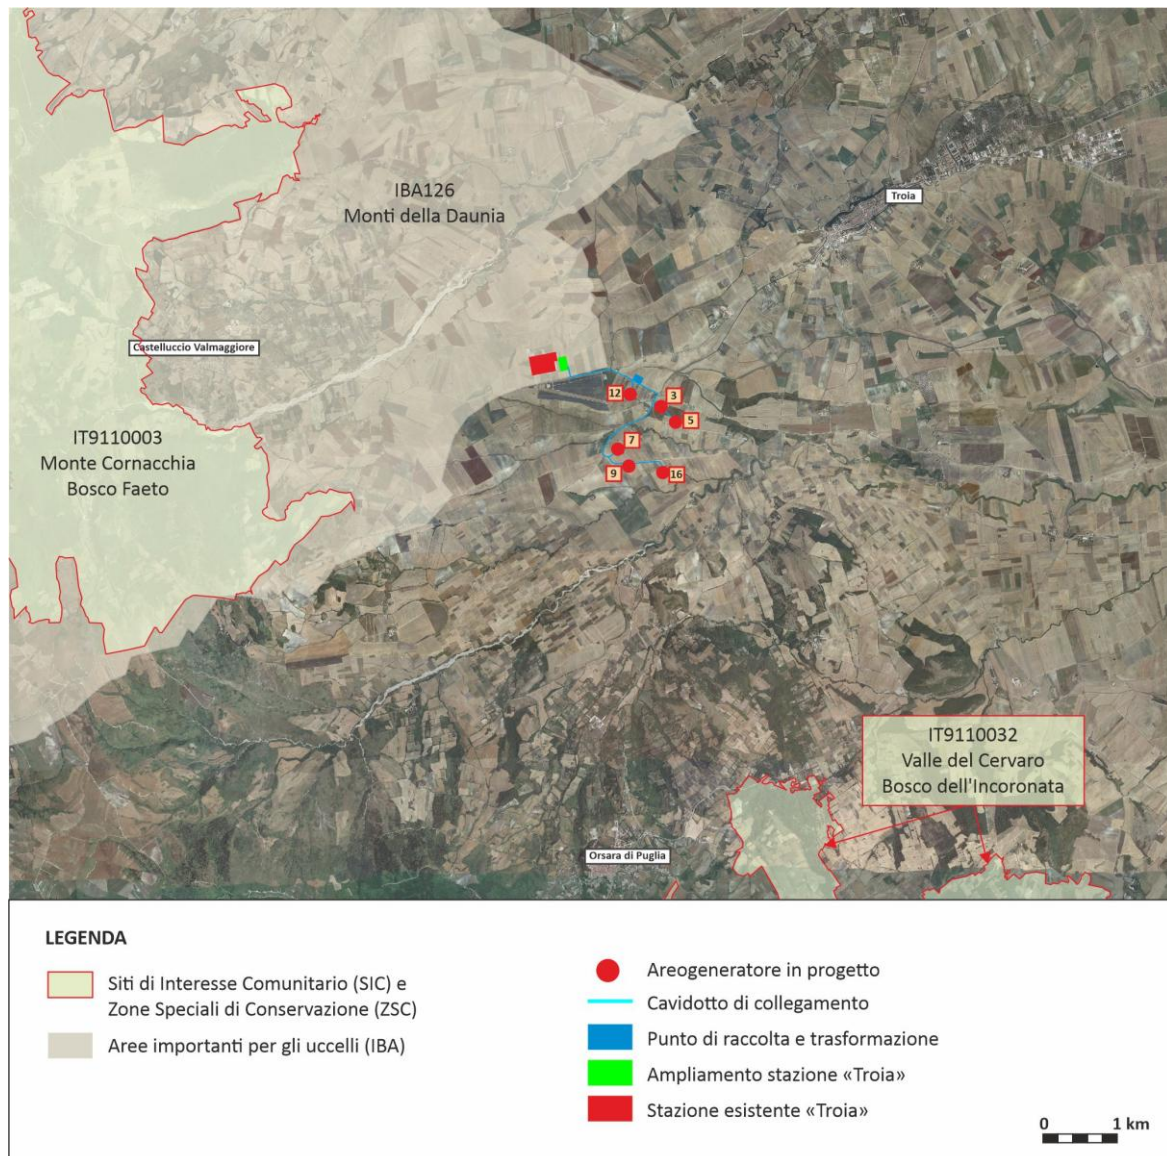 IBA126
Monti della Daunia
Troia
Castelluccio Valmaggiore
12
3
5
7
9
16
IT9110003
Monte Cornacchia
Bosco Faeto
IT9110032
Valle del Cervaro
Bosco dell'Incoronata
Orsara di Puglia
LEGENDA
Siti di Interesse Comunitario (SIC) e
Zone Speciali di Conservazione (ZSC)
Aree importanti per gli uccelli (IBA)
Areogeneratore in progetto
Cavidotto di collegamento
Punto di raccolta e trasformazione
Ampliamento stazione «Troia»
Stazione esistente «Troia»
0 1 km